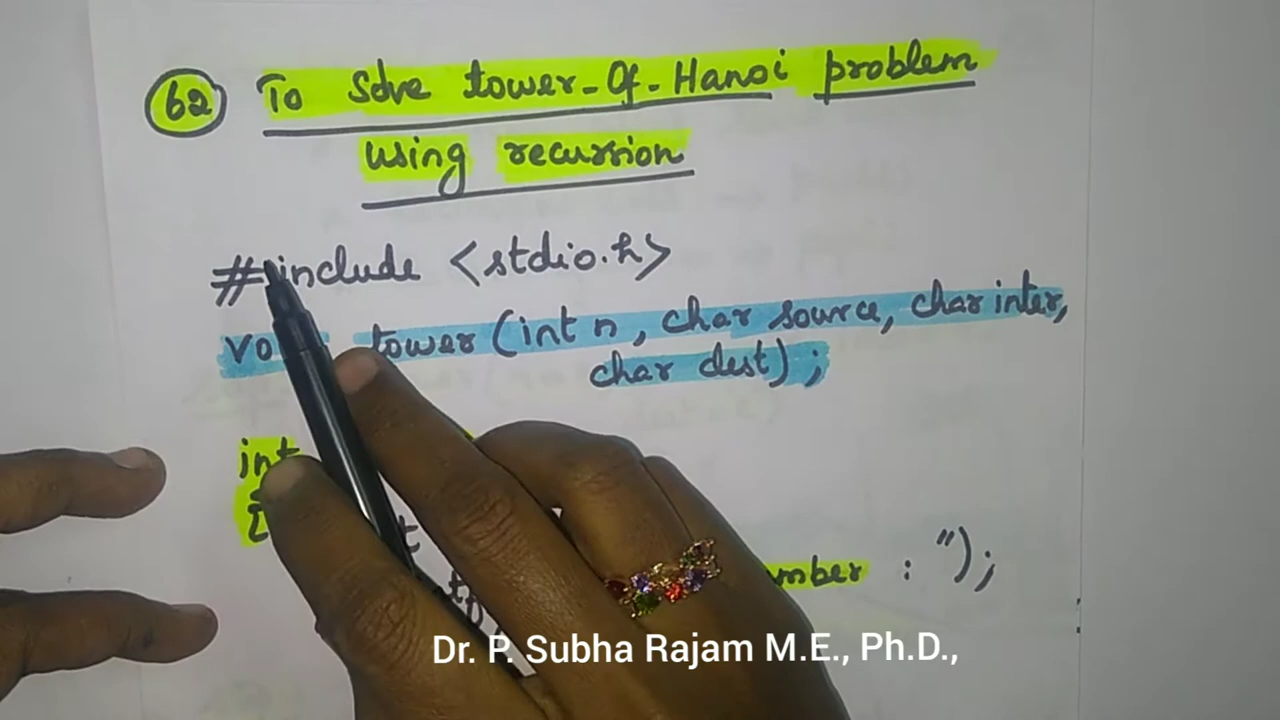 62 To Solve tower-Of-Hanoi problem
using recursion
#include <stdio.h>
tower (int n, char source, char inter,
char dest);
int
{
: ");
Dr. P. Subha Rajam M.E., Ph.D.,